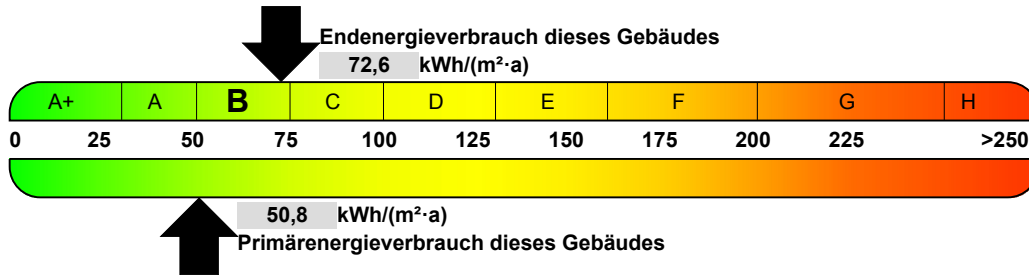 Endenergieverbrauch dieses Gebäudes
72,6 kWh/(m²·a)
A+ A B C D E F G H
0 25 50 75 100 125 150 175 200 225 >250
50,8 kWh/(m²·a)
Primärenergieverbrauch dieses Gebäudes